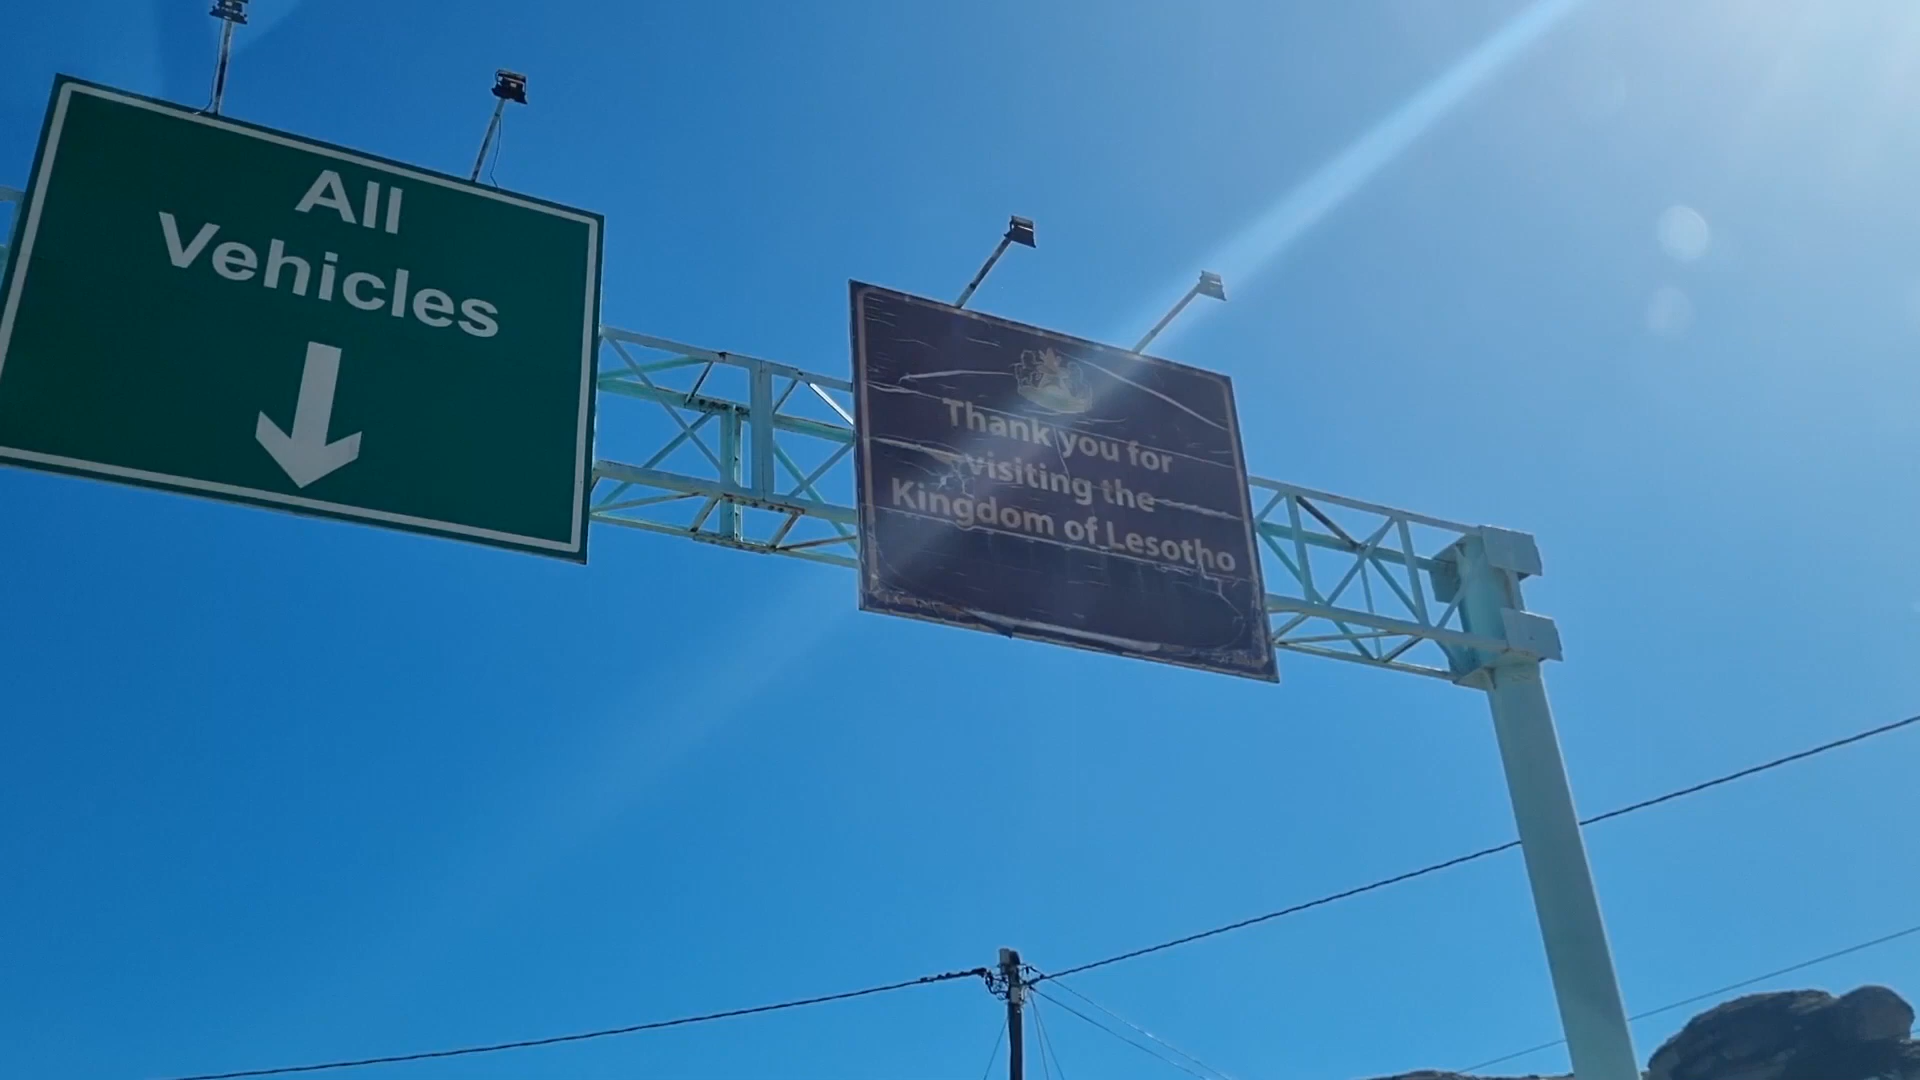 All
Vehicles
Thank you for
visiting the
Kingdom of Lesotho